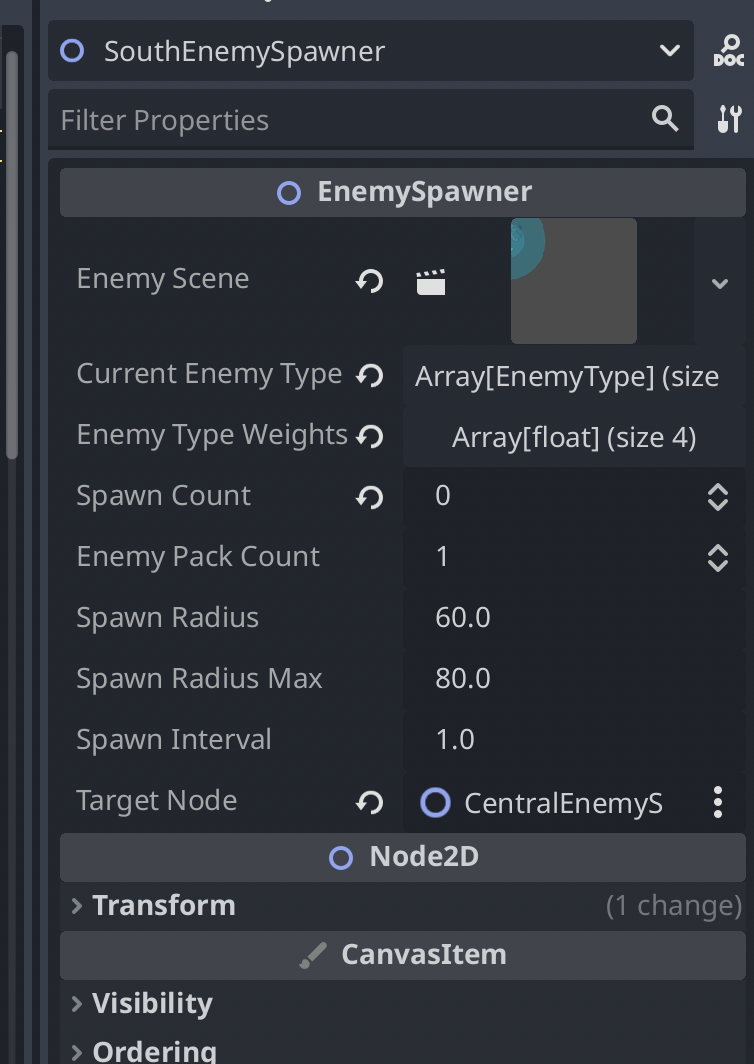 SouthEnemySpawner
DOC
Filter Properties
EnemySpawner
Enemy Scene
Current Enemy Type Array[EnemyType] (size
Enemy Type Weights Array[float] (size 4)
Spawn Count 0
Enemy Pack Count 1
Spawn Radius 60.0
Spawn Radius Max 80.0
Spawn Interval 1.0
Target Node CentralEnemyS
Node2D
Transform (1 change)
CanvasItem
Visibility
Ordering